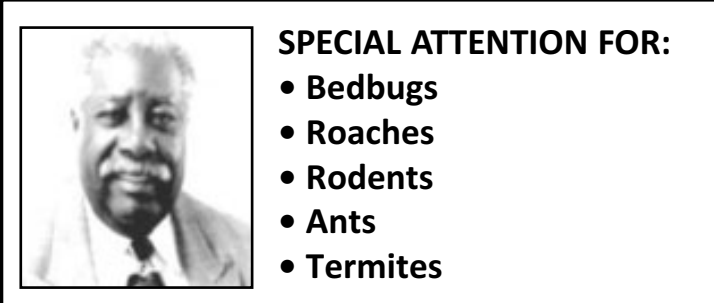 SPECIAL ATTENTION FOR:
• Bedbugs
• Roaches
• Rodents
• Ants
• Termites